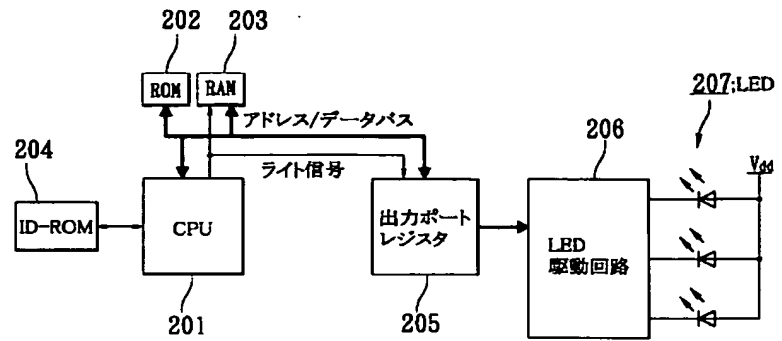 202
203
ROM
RAM
207;LED
アドレス/データバス
206
Vdd
204
ライト信号
ID-ROM
CPU
出力ポート
レジスタ
LED
駆動回路
201
205